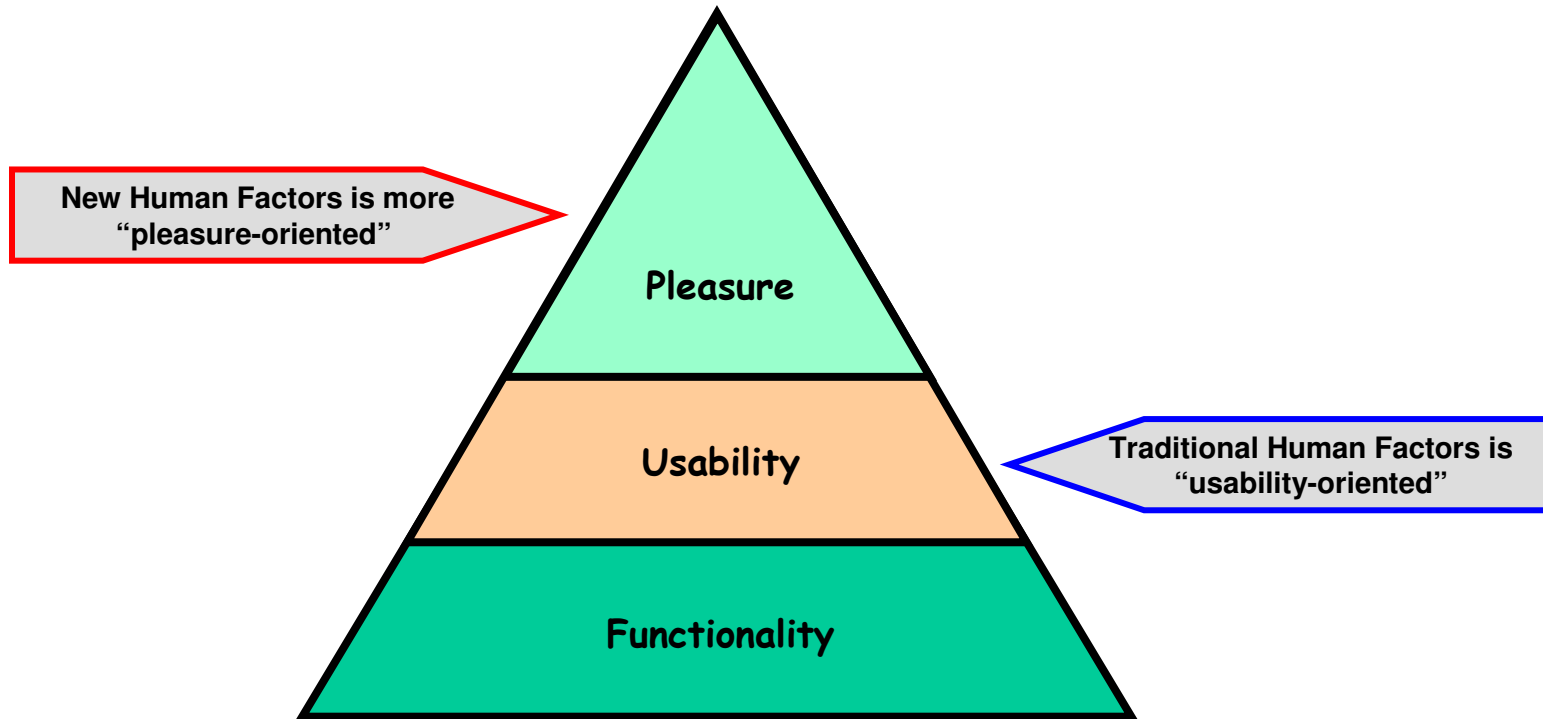 New Human Factors is more
“pleasure-oriented”
Pleasure
Usability
Traditional Human Factors is
“usability-oriented”
Functionality